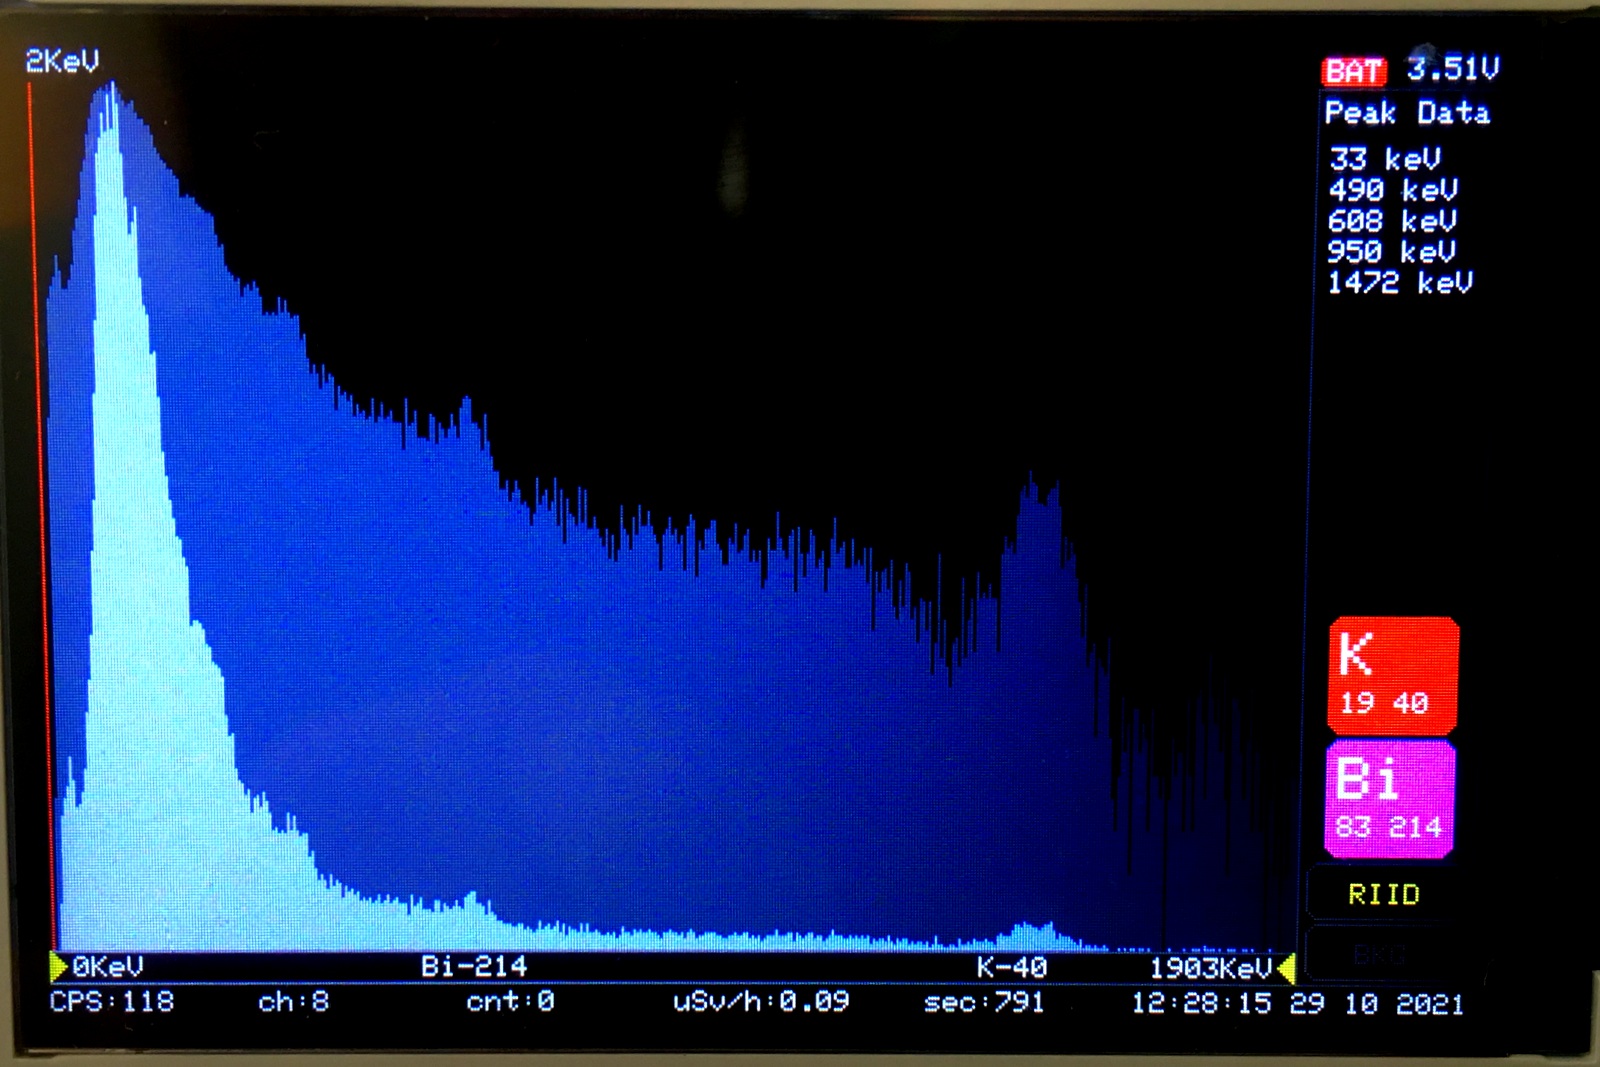 2KeV
BAT 3.51V
Peak Data
33 keV
490 keV
608 keV
950 keV
1472 keV
K
19 40
Bi
83 214
RIID
BKG
0KeV Bi-214 K-40 1903KeV
CPS:118 ch:8 cnt:0 uSv/h:0.09 sec:791 12:28:15 29 10 2021